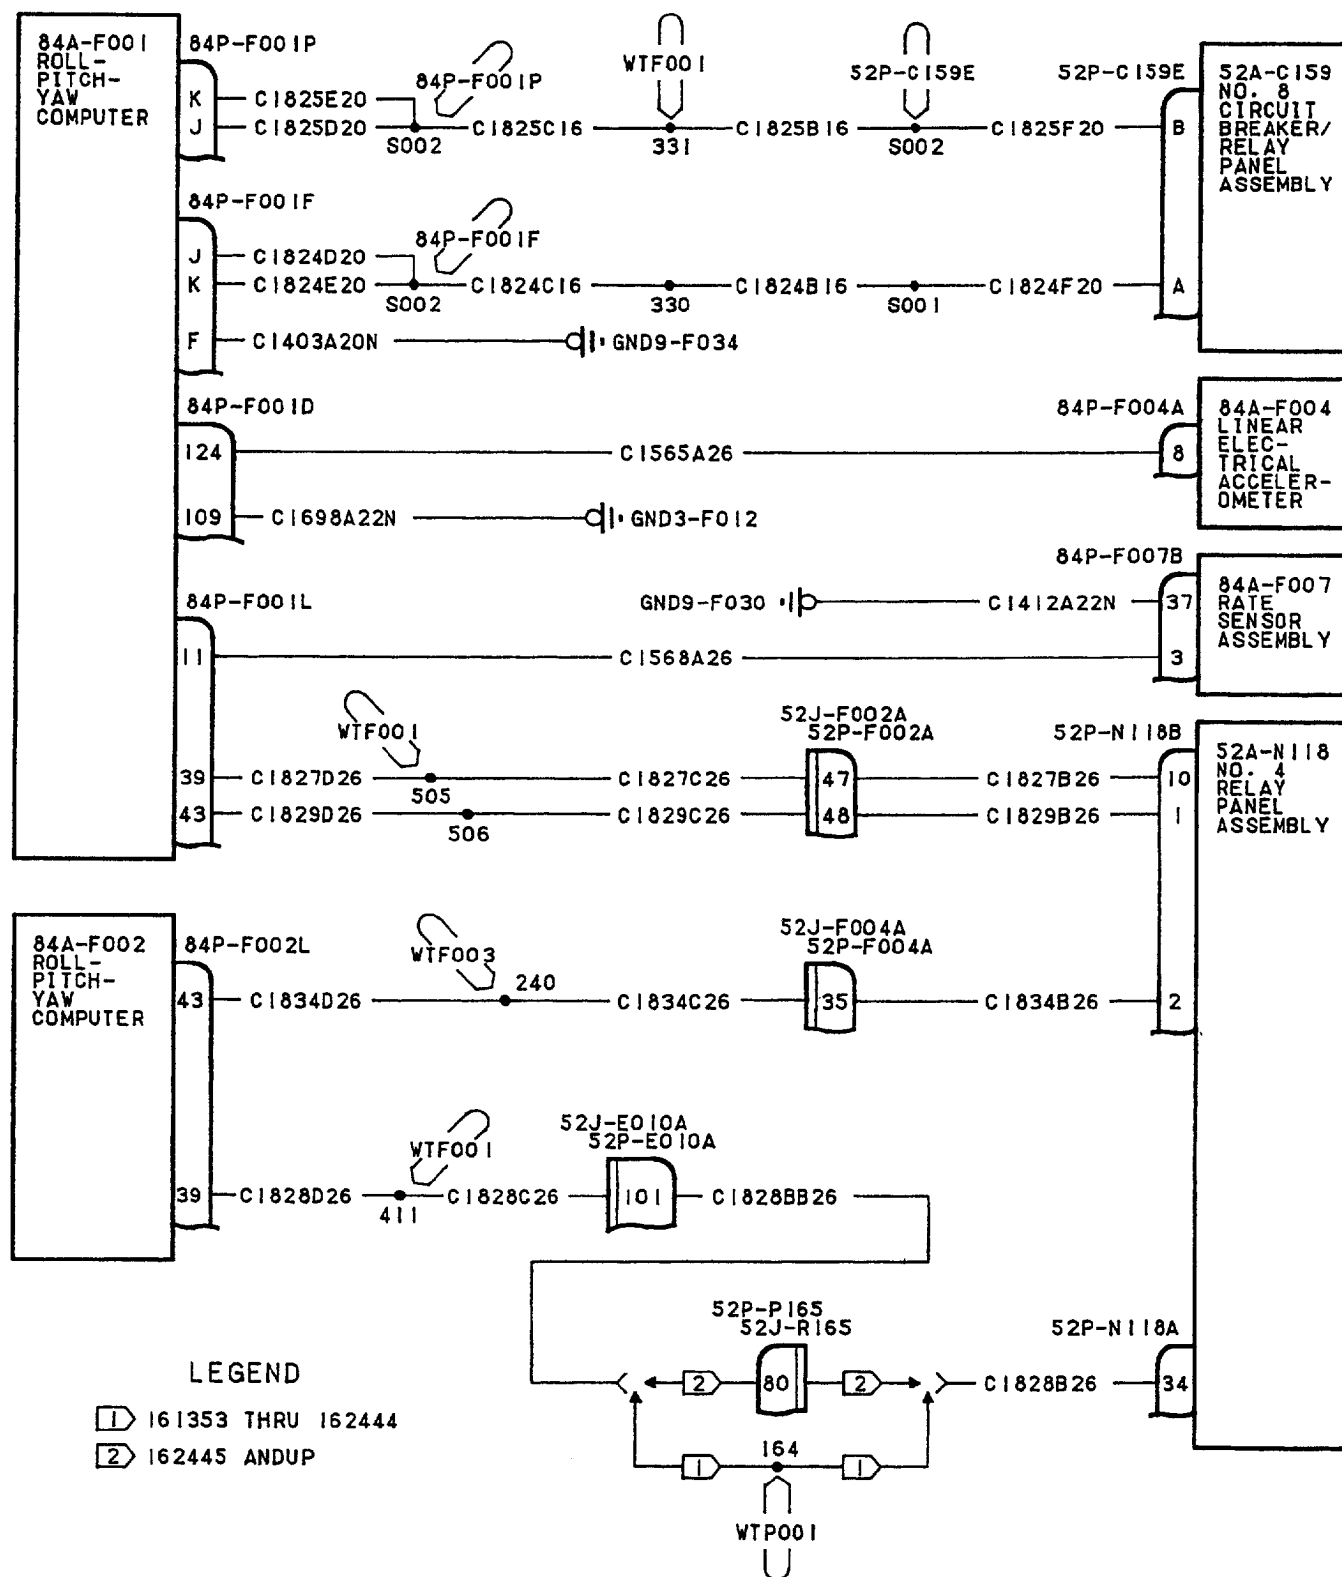 84A-F001
ROLL-
PITCH-
YAW
COMPUTER
84P-F001P
K
C1825E20
J
C1825D20
S002
84P-F001P
C1825C16
WTF001
331
C1825B16
52P-C159E
S002
C1825F20
52P-C159E
B
52A-C159
NO. 8
CIRCUIT
BREAKER/
RELAY
PANEL
ASSEMBLY
84P-F001F
J
C1824D20
K
C1824E20
S002
84P-F001F
C1824C16
330
C1824B16
S001
C1824F20
A
F
C1403A20N
GND9-F034
84P-F001D
124
C1565A26
84P-F004A
8
84A-F004
LINEAR
ELEC-
TRICAL
ACCELER-
OMETER
109
C1698A22N
GND3-F012
84P-F007B
GND9-F030
C1412A22N
37
84A-F007
RATE
SENSOR
ASSEMBLY
84P-F001L
11
C1568A26
3
WTF001
52J-F002A
52P-F002A
52P-N118B
52A-N118
NO. 4
RELAY
PANEL
ASSEMBLY
39
C1827D26
505
C1827C26
47
C1827B26
10
43
C1829D26
506
C1829C26
48
C1829B26
1
84A-F002
ROLL-
PITCH-
YAW
COMPUTER
84P-F002L
WTF003
52J-F004A
52P-F004A
43
C1834D26
240
C1834C26
35
C1834B26
2
WTF001
52J-E010A
52P-E010A
39
C1828D26
411
C1828C26
101
C1828BB26
52P-P165
52J-R165
52P-N118A
2
80
2
C1828B26
34
1
164
1
WTP001
LEGEND
1 161353 THRU 162444
2 162445 ANDUP